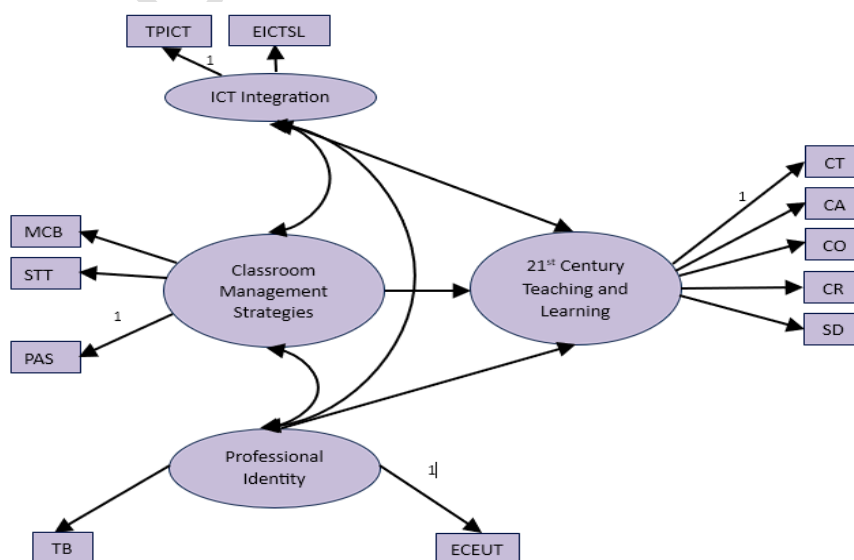 TPICT
EICTSL
1
ICT Integration
CT
1
CA
MCB
CO
STT
Classroom
Management
Strategies
21st Century
Teaching and
Learning
CR
1
SD
PAS
Professional
Identity
1
TB
ECEUT